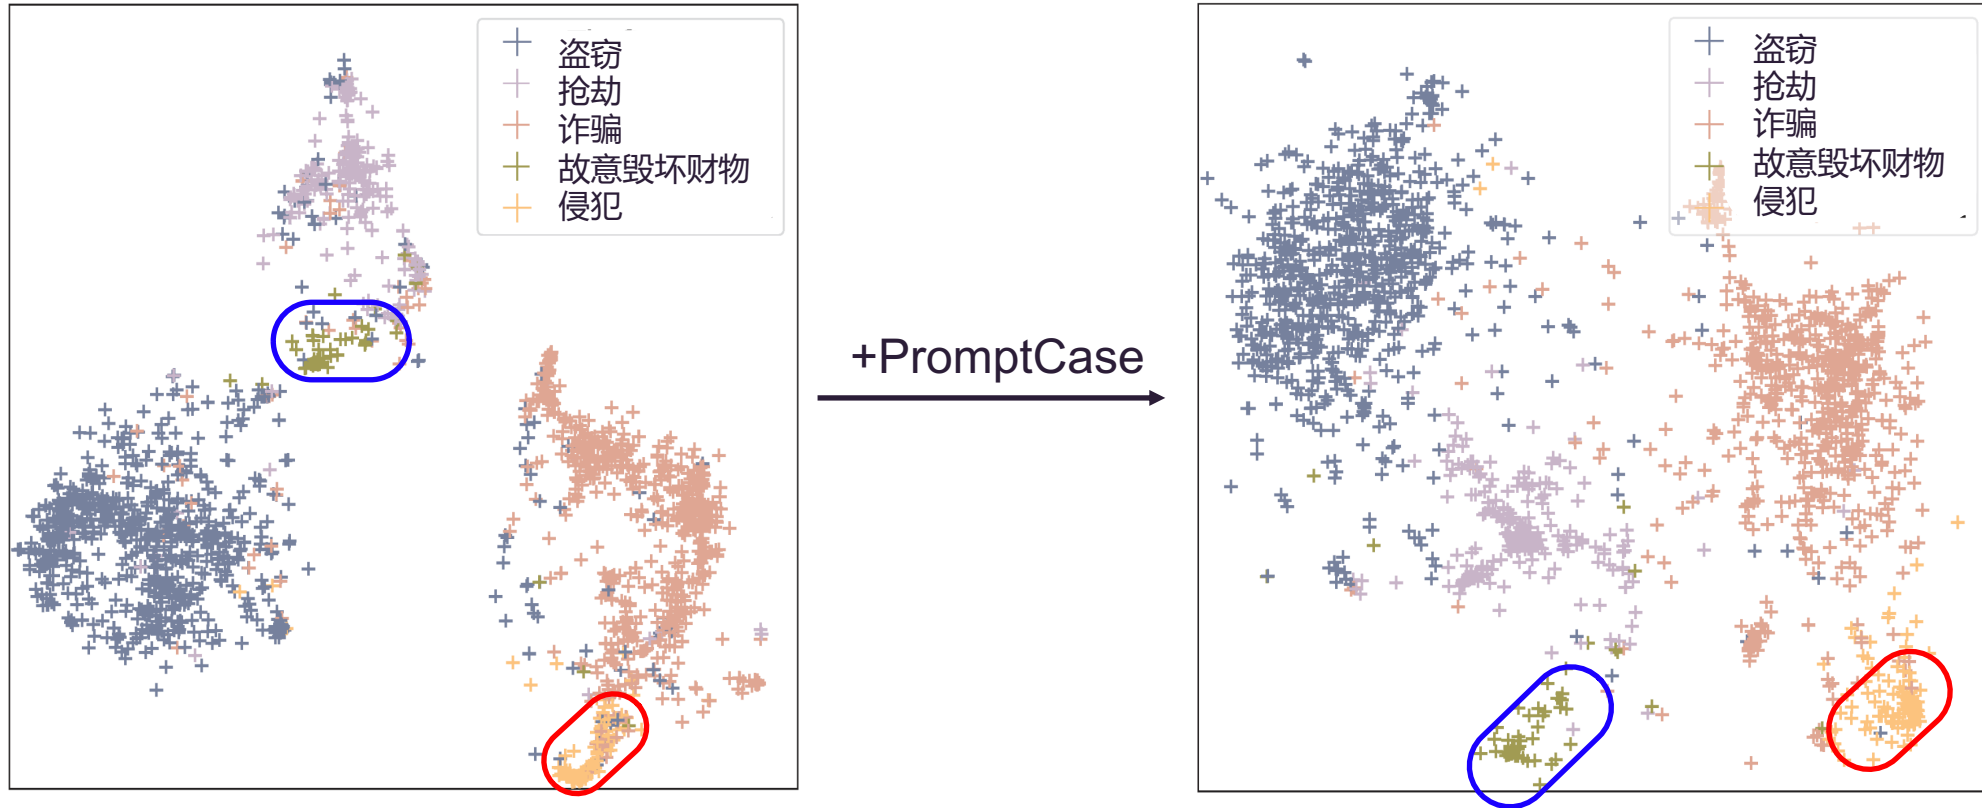 盗窃
抢劫
诈骗
故意毁坏财物
侵犯
+PromptCase
盗窃
抢劫
诈骗
故意毁坏财物
侵犯